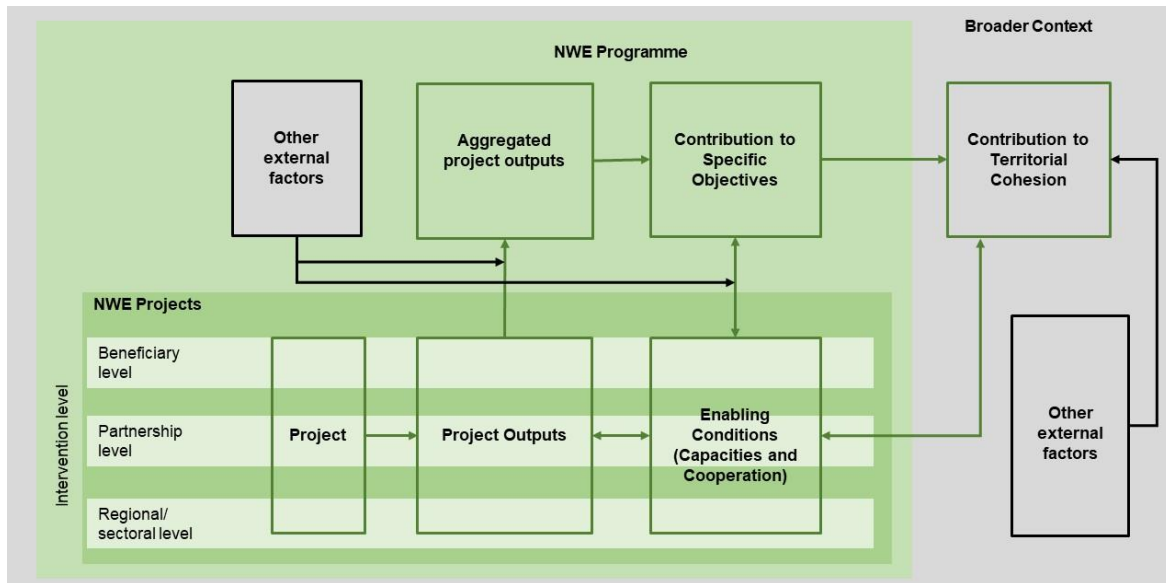 Broader Context
NWE Programme
Other
external
factors
Aggregated
project outputs
Contribution to
Specific
Objectives
Contribution to
Territorial
Cohesion
NWE Projects
Intervention level
Beneficiary
level
Partnership
level
Regional/
sectoral level
Project
Project Outputs
Enabling
Conditions
(Capacities and
Cooperation)
Other
external
factors